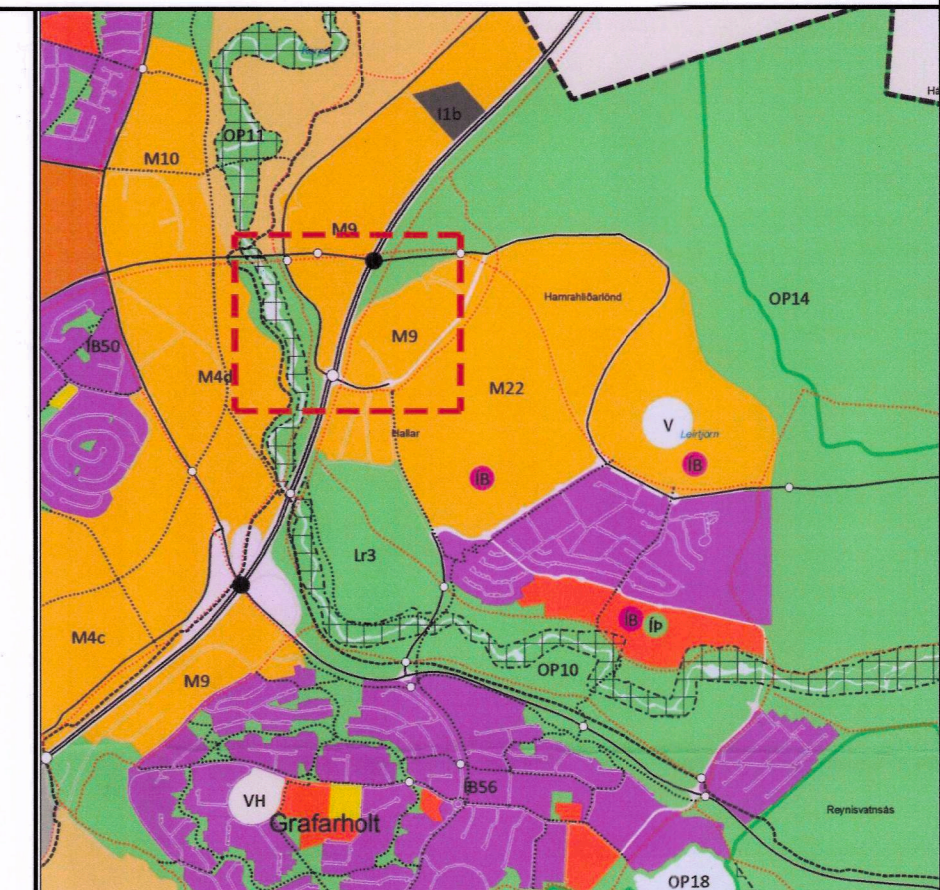 I1b
OP11
M10
M9
Hamrahlíðarlönd
OP14
M9
ÍB50
M4d
M22
V
Leirtjörn
Hallar
ÍB
ÍB
Lr3
ÍB
ÍÞ
M4c
OP10
M9
VH
ÍB56
Grafarholt
Reynisvatnsás
OP18